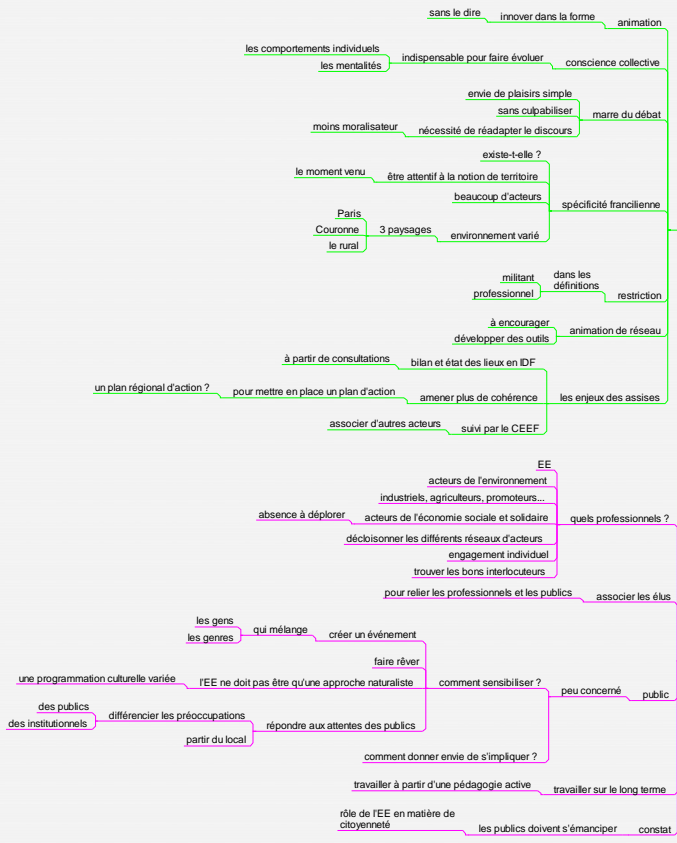 sans le dire
innover dans la forme
animation
les comportements individuels
les mentalités
indispensable pour faire évoluer
conscience collective
envie de plaisirs simple
sans culpabiliser
moins moralisateur
nécessité de réadapter le discours
marre du débat
existe-t-elle ?
le moment venu
être attentif à la notion de territoire
beaucoup d'acteurs
Paris
Couronne
le rural
3 paysages
environnement varié
spécificité francilienne
militant
professionnel
dans les
définitions
restriction
à encourager
développer des outils
animation de réseau
à partir de consultations
bilan et état des lieux en IDF
un plan régional d'action ?
pour mettre en place un plan d'action
amener plus de cohérence
associer d'autres acteurs
suivi par le CEEF
les enjeux des assises
EE
acteurs de l'environnement
industriels, agriculteurs, promoteurs...
absence à déplorer
acteurs de l'économie sociale et solidaire
décloisonner les différents réseaux d'acteurs
engagement individuel
trouver les bons interlocuteurs
quels professionnels ?
pour relier les professionnels et les publics
associer les élus
les gens
les genres
qui mélange
créer un événement
faire rêver
une programmation culturelle variée
l'EE ne doit pas être qu'une approche naturaliste
des publics
des institutionnels
différencier les préoccupations
partir du local
répondre aux attentes des publics
comment sensibiliser ?
comment donner envie de s'impliquer ?
peu concerné
public
travailler à partir d'une pédagogie active
travailler sur le long terme
rôle de l'EE en matière de
citoyenneté
les publics doivent s'émanciper
constat